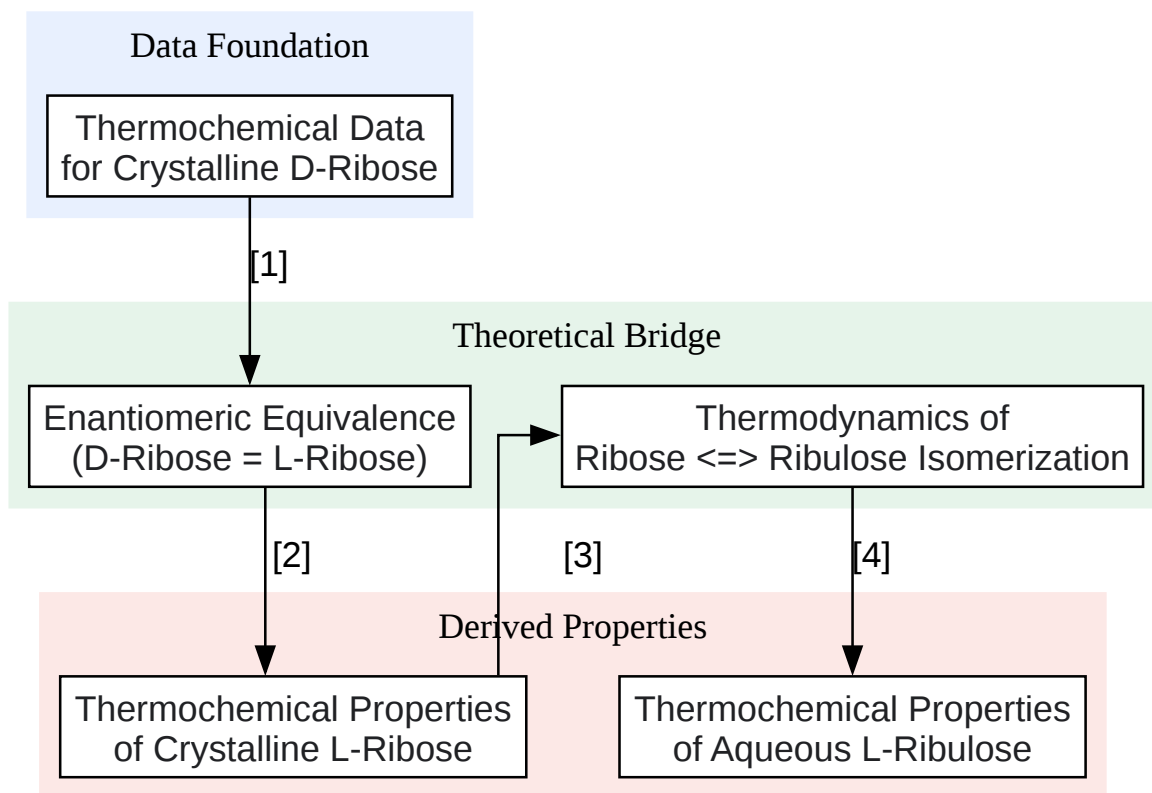 Data Foundation
Thermochemical Data
for Crystalline D-Ribose
[1]
Theoretical Bridge
Enantiomeric Equivalence
(D-Ribose = L-Ribose)
Thermodynamics of
Ribose <=> Ribulose Isomerization
[2]
[3]
[4]
Derived Properties
Thermochemical Properties
of Crystalline L-Ribose
Thermochemical Properties
of Aqueous L-Ribulose